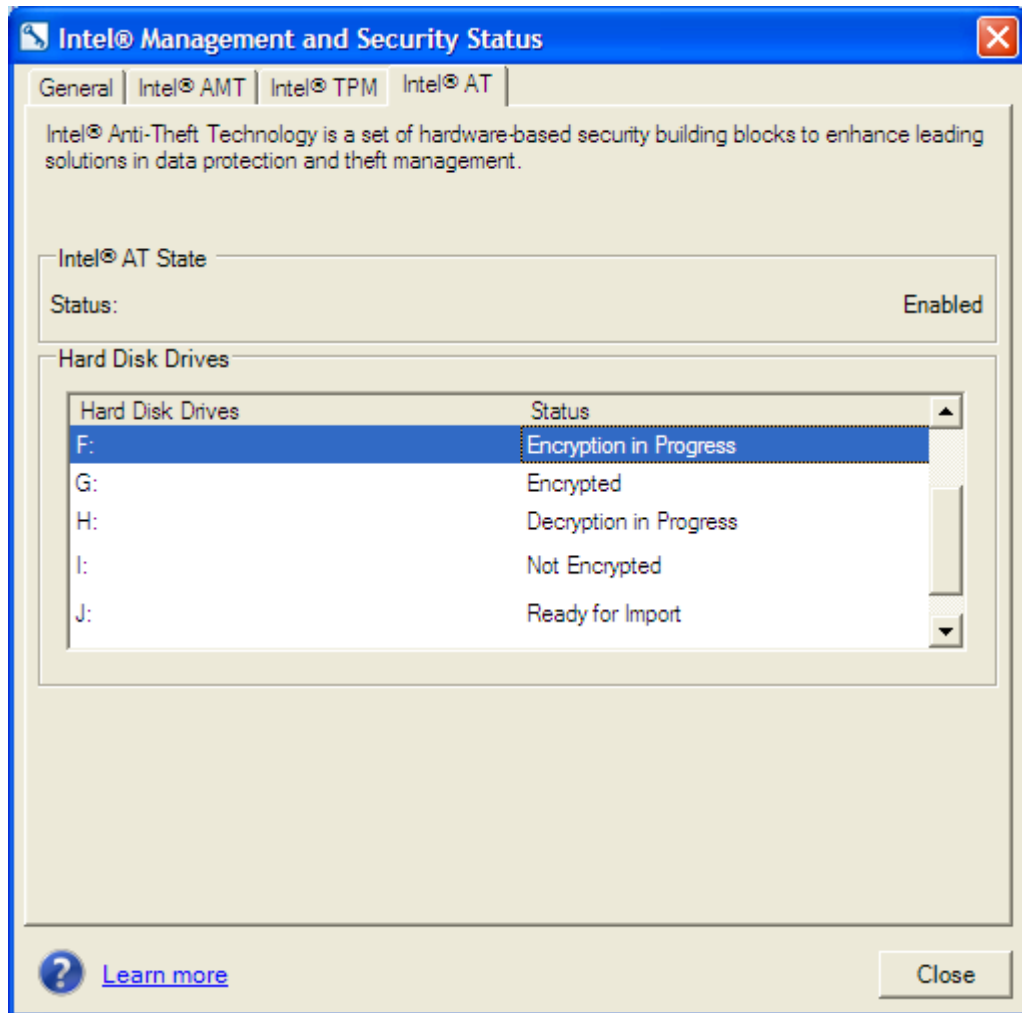 Intel® Management and Security Status
General Intel® AMT Intel® TPM Intel® AT
Intel® Anti-Theft Technology is a set of hardware-based security building blocks to enhance leading
solutions in data protection and theft management.
Intel® AT State
Status: Enabled
Hard Disk Drives
Hard Disk Drives Status
F: Encryption in Progress
G: Encrypted
H: Decryption in Progress
I: Not Encrypted
J: Ready for Import
? Learn more Close